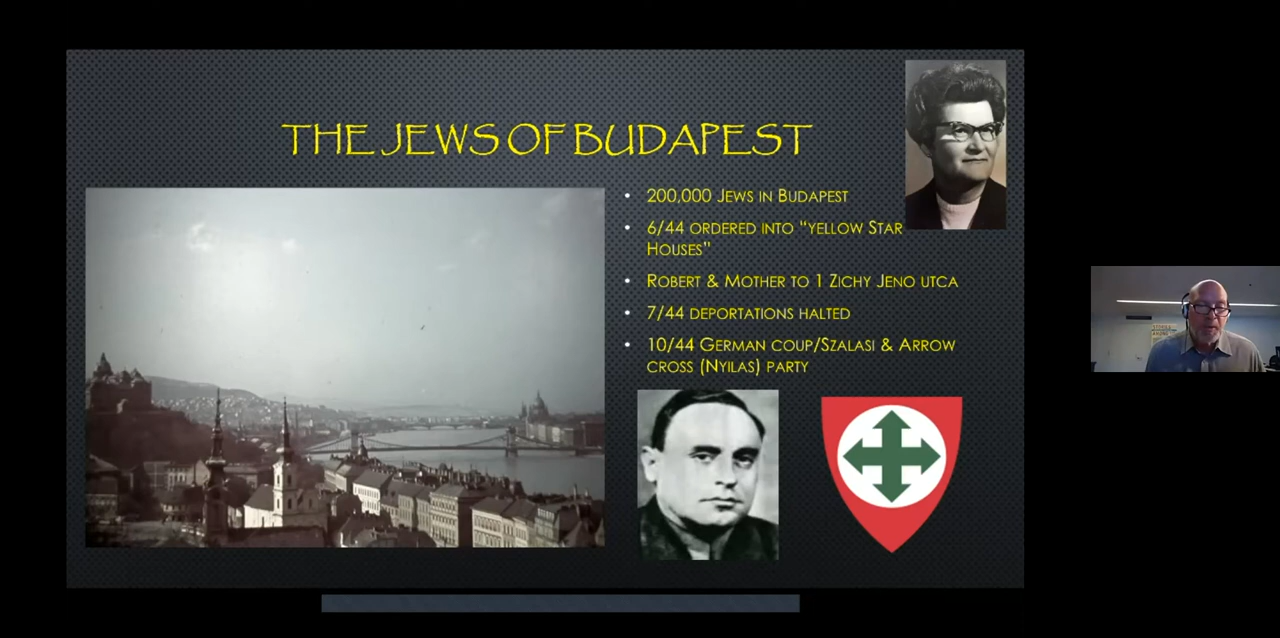 THE JEWS OF BUDAPEST
• 200,000 JEWS IN BUDAPEST
• 6/44 ORDERED INTO “YELLOW STAR
HOUSES”
• ROBERT & MOTHER TO 1 ZICHY JENO UTCA
• 7/44 DEPORTATIONS HALTED
• 10/44 GERMAN COUP/SZALASI & ARROW
CROSS (NYILAS) PARTY